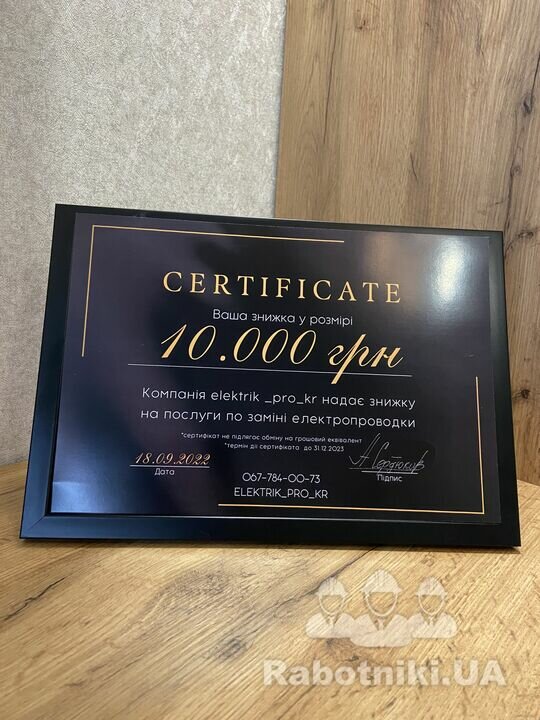 CERTIFICATE
Ваша знижка у розмірі
10.000 грн
Компанія elektrik _pro_kr надає знижку
на послуги по заміні електропроводки
*сертифікат не підлягає обміну на грошовий еквівалент
*термін дії сертифіката до 31.12.2023
18.09.2022
Дата
Підпис
067-784-00-73
ELEKTRIK_PRO_KR
Rabotniki.UA